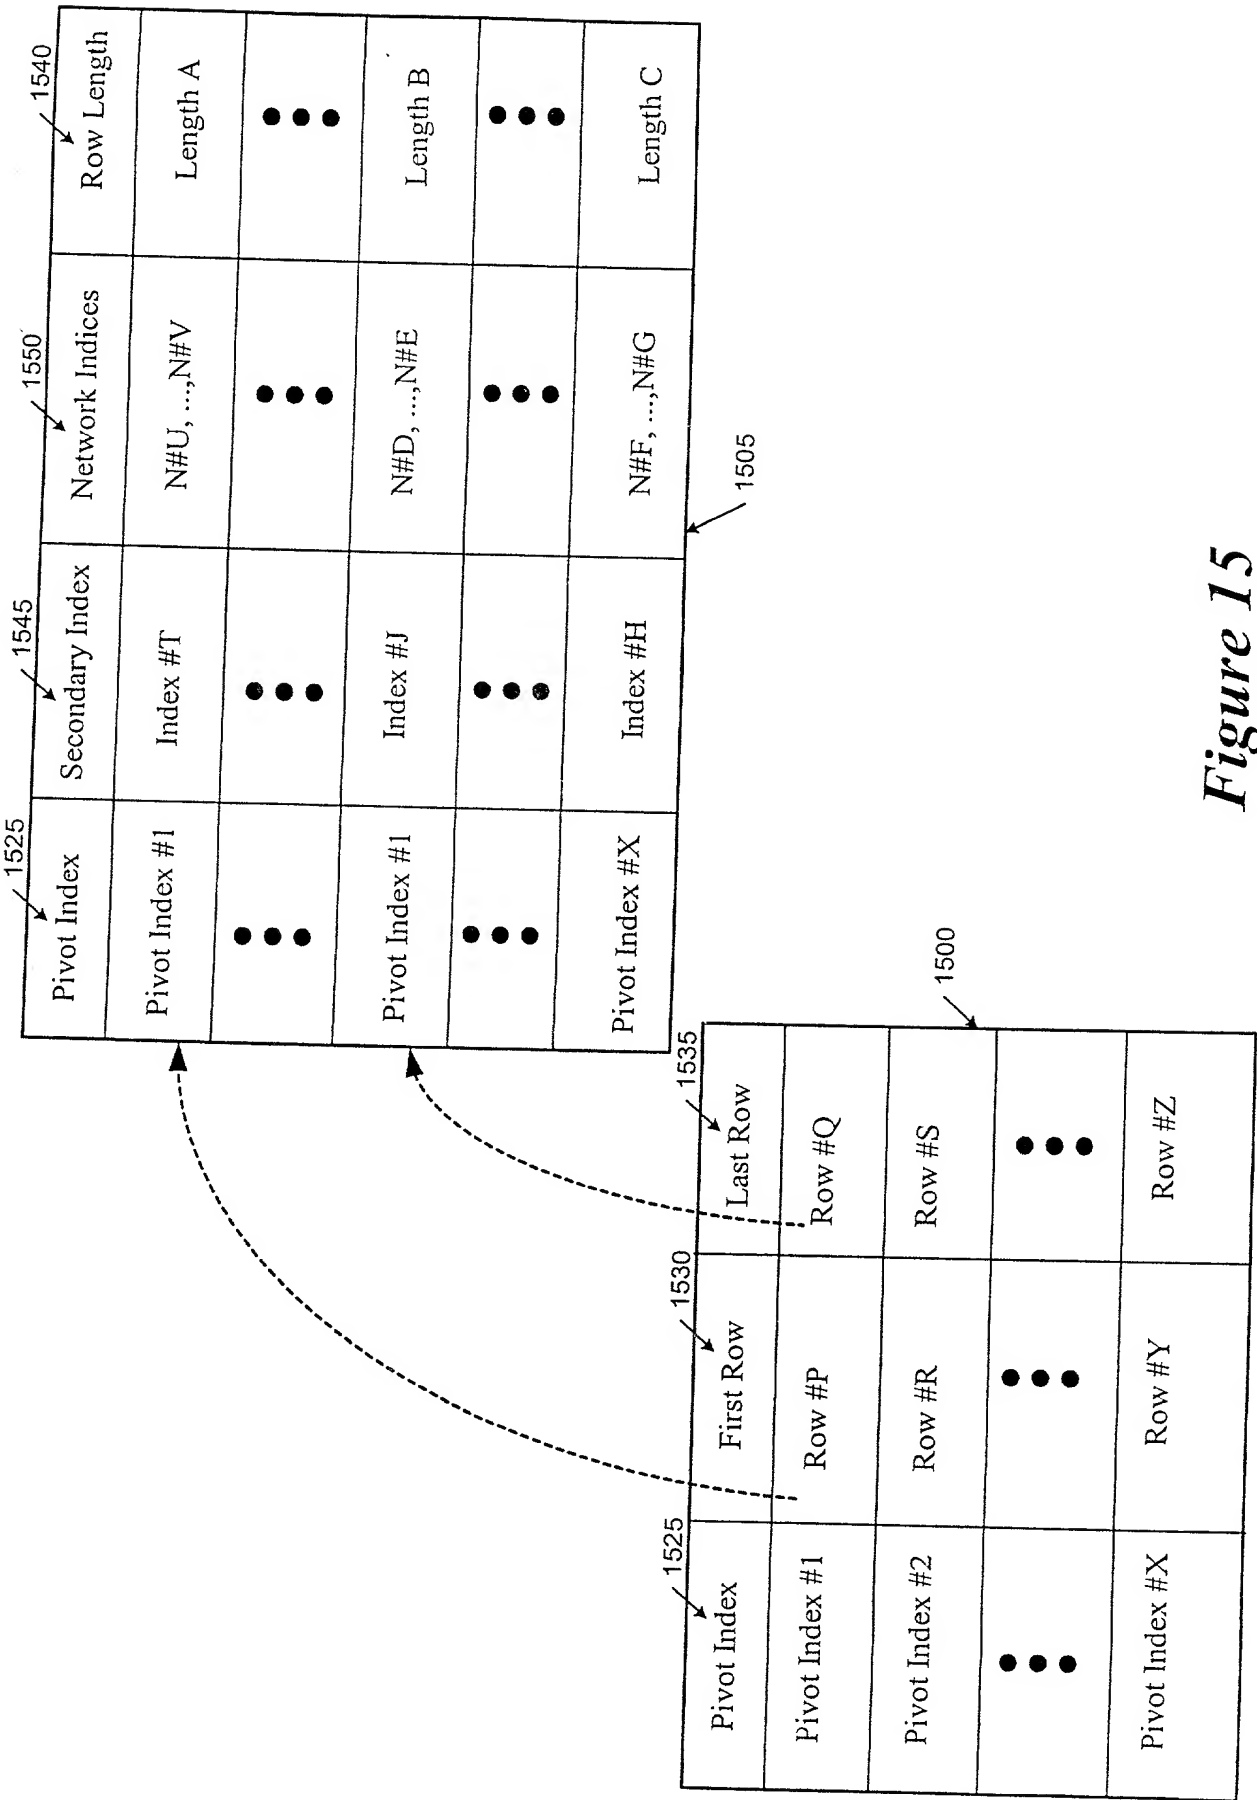 1525 1545 1550 1540
Pivot Index Secondary Index Network Indices Row Length
Pivot Index #1 Index #T N#U, ...,N#V Length A
Pivot Index #1 Index #J N#D, ...,N#E Length B
Pivot Index #X Index #H N#F, ...,N#G Length C
1505
1525 1530 1535
Pivot Index First Row Last Row
Pivot Index #1 Row #P Row #Q
Pivot Index #2 Row #R Row #S
Pivot Index #X Row #Y Row #Z
1500
Figure 15